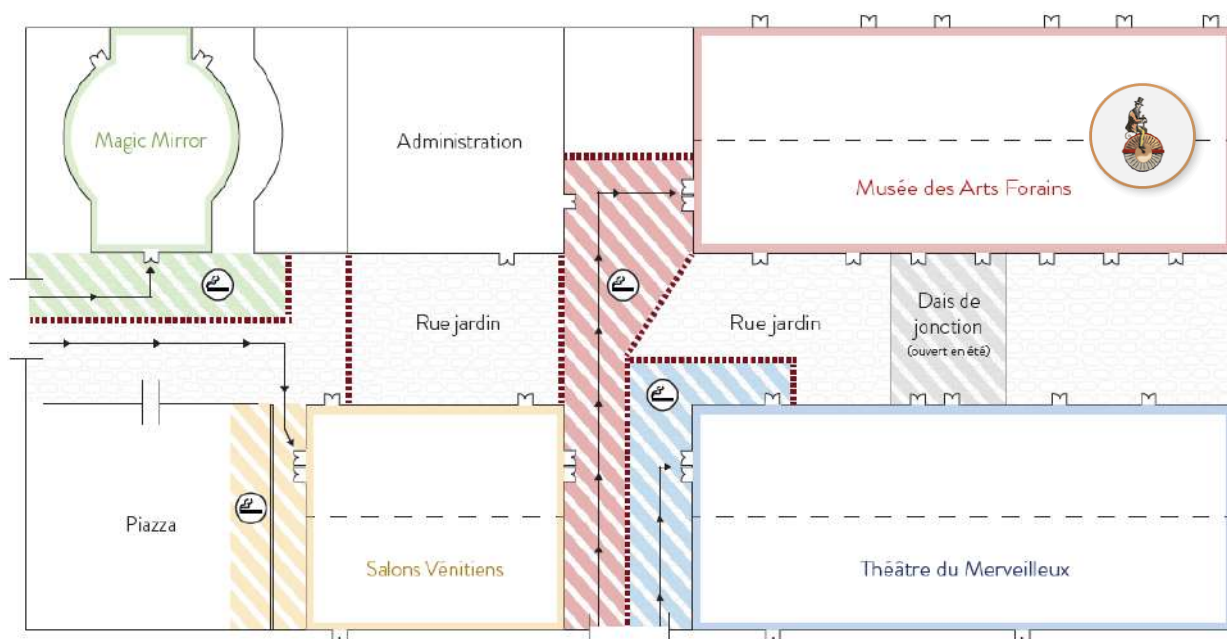 Magic Mirror
Administration
Musée des Arts Forains
Rue jardin
Rue jardin
Dais de
jonction
(ouvert en été)
Piazza
Salons Vénitiens
Théâtre du Merveilleux